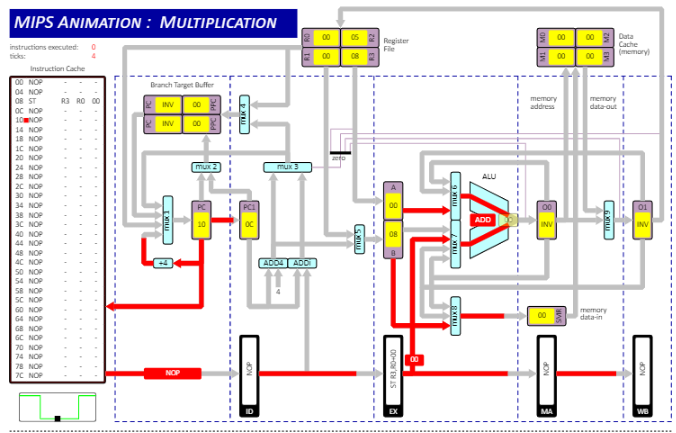 MIPS ANIMATION : MULTIPLICATION
instructions executed: 0
ticks: 4
Instruction Cache
00 NOP - - -
04 NOP - - -
08 ST R3 R0 00
0C NOP - - -
10 NOP - - -
14 NOP - - -
18 NOP - - -
1C NOP - - -
20 NOP - - -
24 NOP - - -
28 NOP - - -
2C NOP - - -
30 NOP - - -
34 NOP - - -
38 NOP - - -
3C NOP - - -
40 NOP - - -
44 NOP - - -
48 NOP - - -
4C NOP - - -
50 NOP - - -
54 NOP - - -
58 NOP - - -
5C NOP - - -
60 NOP - - -
64 NOP - - -
68 NOP - - -
6C NOP - - -
70 NOP - - -
74 NOP - - -
78 NOP - - -
7C NOP - - -
R0 00 05 R2
R1 00 08 R3
Register
File
M0 00 00 M2
M1 00 00 M3
Data
Cache
(memory)
Branch Target Buffer
PC INV 00 PPC
PC INV 00 PPC
mux 4
memory
address
memory
data-out
zero
mux 2
mux 3
mux 1
PC
10
PC1
0C
+4
ADD4
ADDI
4
mux 5
A
00
08
B
mux 6
mux 7
ALU
ADD
O0
INV
mux 9
O1
INV
mux 8
00 SMR
memory
data-in
NOP
NOP
ID
ST R3,R0+00
EX
00
NOP
MA
NOP
WB